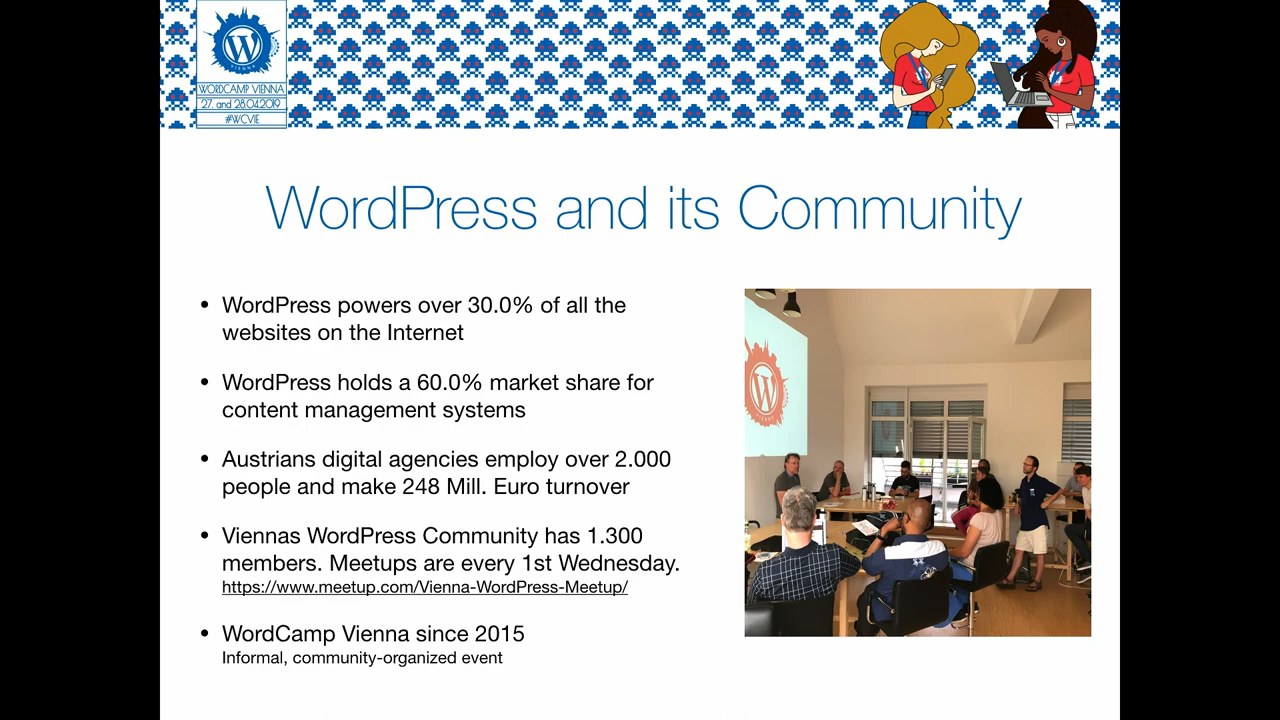 VIENNA
WORDCAMP VIENNA
27. and 28.04.2019
#WCVIE
WordPress and its Community
• WordPress powers over 30.0% of all the
websites on the Internet
• WordPress holds a 60.0% market share for
content management systems
• Austrians digital agencies employ over 2.000
people and make 248 Mill. Euro turnover
• Viennas WordPress Community has 1.300
members. Meetups are every 1st Wednesday.
https://www.meetup.com/Vienna-WordPress-Meetup/
• WordCamp Vienna since 2015
Informal, community-organized event